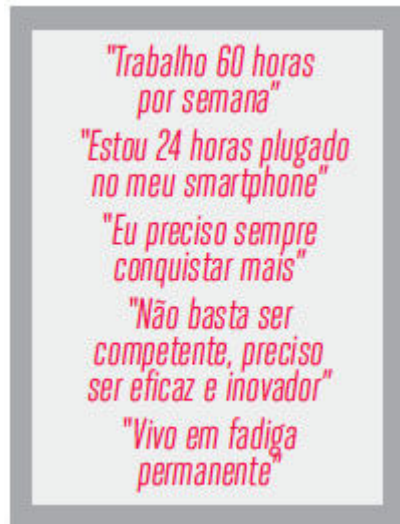 "Trabalho 60 horas
por semana"
"Estou 24 horas plugado
no meu smartphone"
"Eu preciso sempre
conquistar mais"
"Não basta ser
competente, preciso
ser eficaz e inovador"
"Vivo em fadiga
permanente"